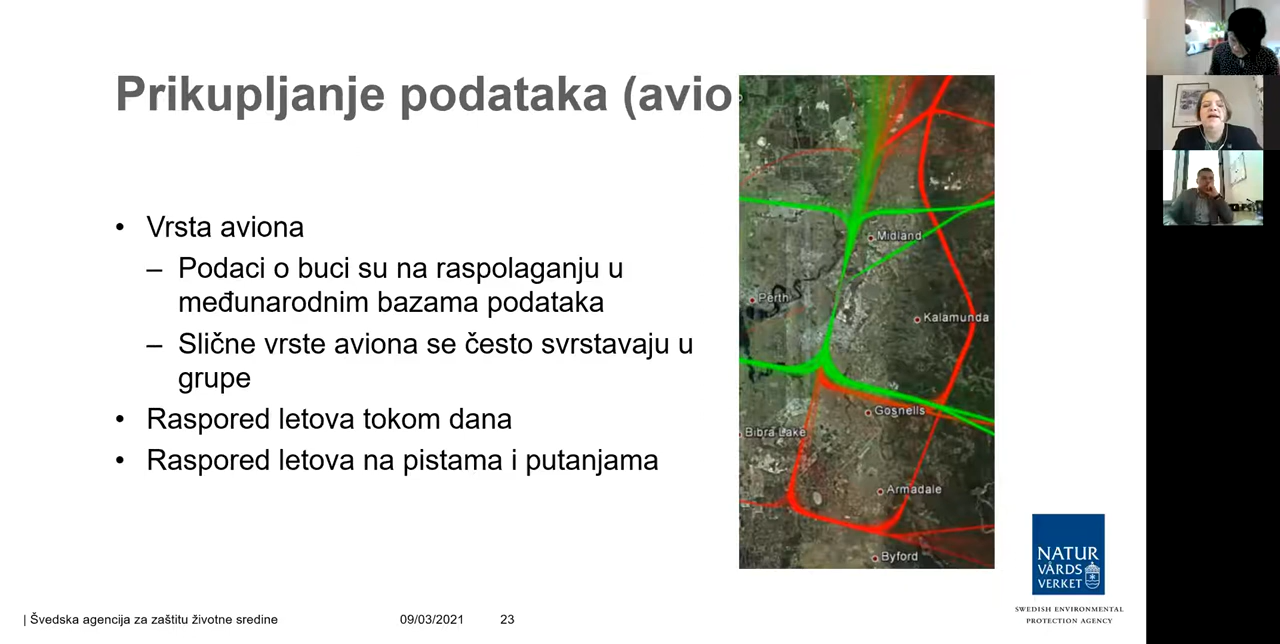 Prikupljanje podataka (avio
• Vrsta aviona
– Podaci o buci su na raspolaganju u
međunarodnim bazama podataka
– Slične vrste aviona se često svrstavaju u
grupe
• Raspored letova tokom dana
• Raspored letova na pistama i putanjama
Midland
Perth
Kalamunda
Gosnells
Bibra Lake
Armadale
Byford
NATUR
VÅRDS
VERKET
SWEDISH ENVIRONMENTAL
PROTECTION AGENCY
| Švedska agencija za zaštitu životne sredine 09/03/2021 23